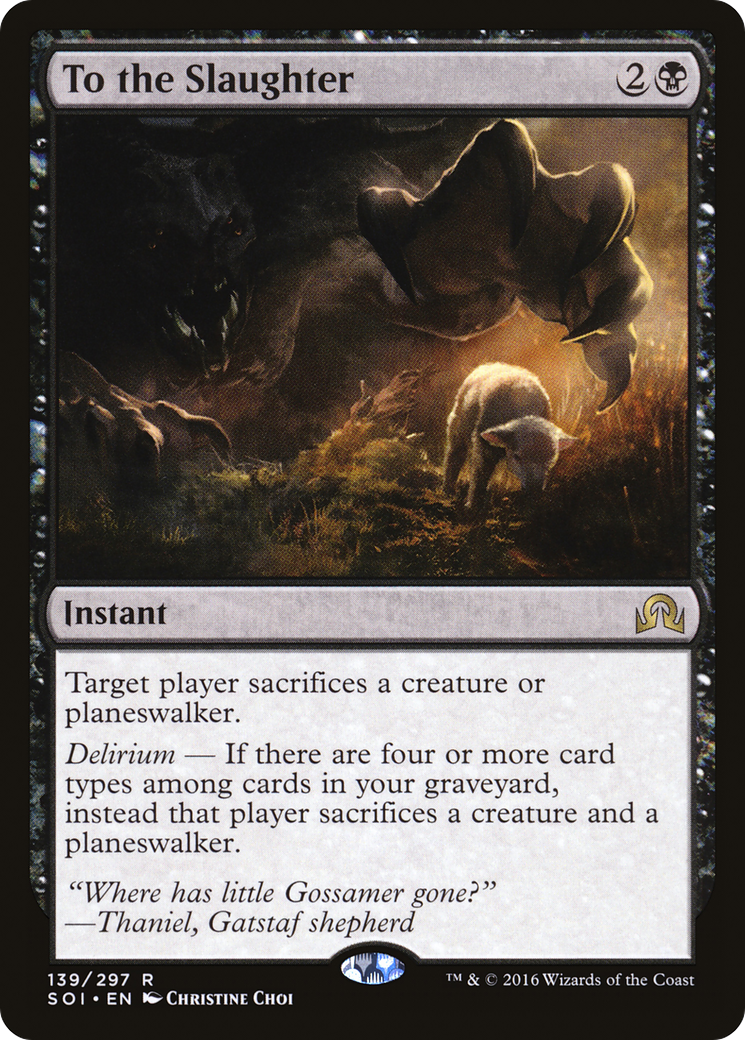 To the Slaughter 2
Instant
Target player sacrifices a creature or
planeswalker.
Delirium — If there are four or more card
types among cards in your graveyard,
instead that player sacrifices a creature and a
planeswalker.
“Where has little Gossamer gone?”
—Thaniel, Gatstaf shepherd
139/297 R
SOI • EN Christine Choi
™ & © 2016 Wizards of the Coast